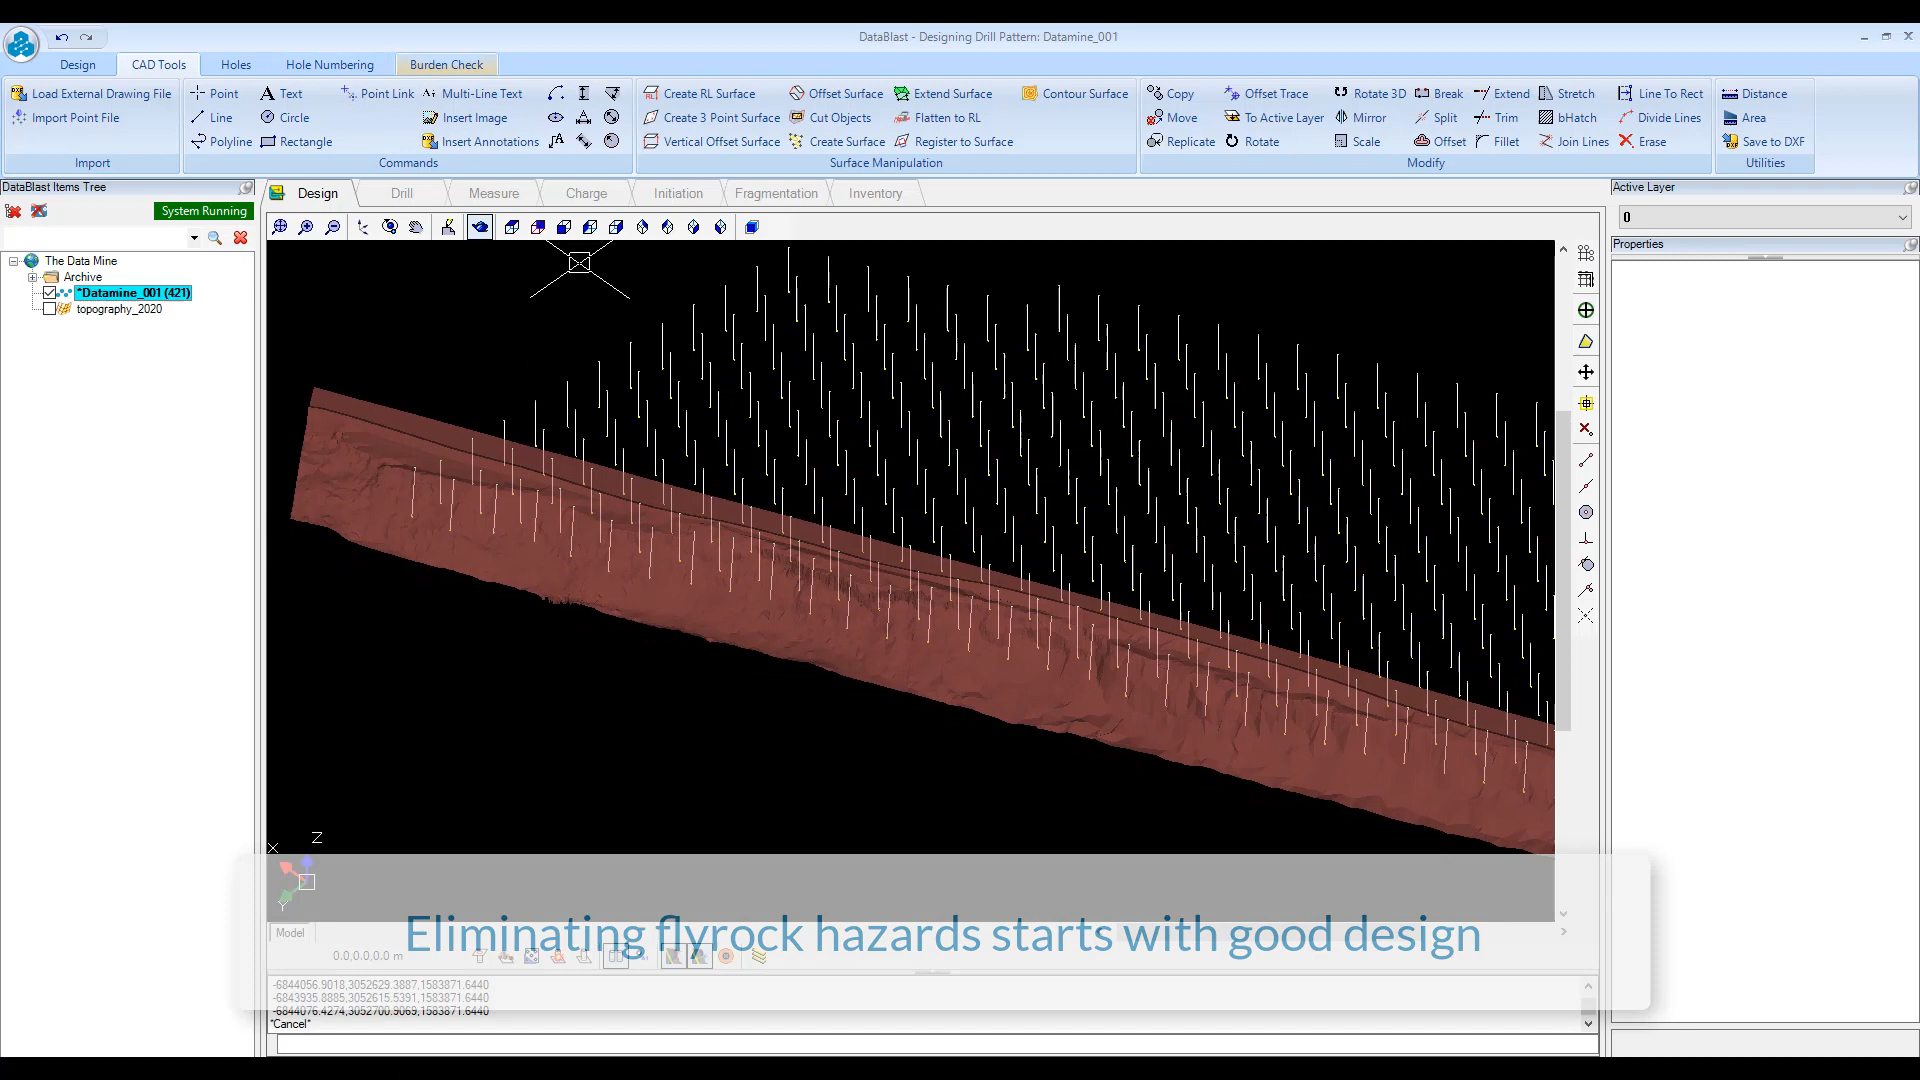 DataBlast - Designing Drill Pattern: Datamine_001
Design
CAD Tools
Holes
Hole Numbering
Burden Check
Load External Drawing File
Import Point File
Import
Point
Text
Point Link
Multi-Line Text
Line
Circle
Insert Image
Polyline
Rectangle
Insert Annotations
Commands
Create RL Surface
Offset Surface
Extend Surface
Contour Surface
Create 3 Point Surface
Cut Objects
Flatten to RL
Vertical Offset Surface
Create Surface
Register to Surface
Surface Manipulation
Copy
Offset Trace
Rotate 3D
Break
Extend
Stretch
Line To Rect
Move
To Active Layer
Mirror
Split
Trim
bHatch
Divide Lines
Replicate
Rotate
Scale
Offset
Fillet
Join Lines
Erase
Modify
Distance
Area
Save to DXF
Utilities
DataBlast Items Tree
System Running
The Data Mine
Archive
*Datamine_001 (421)
topography_2020
Design
Drill
Measure
Charge
Initiation
Fragmentation
Inventory
Active Layer
0
Properties
Z
X
Y
Model
Eliminating flyrock hazards starts with good design
0.0,0.0,0.0 m
-6844056.9018,3052629.3887,1583871.6440
-6843935.8885,3052615.5391,1583871.6440
-6844076.4274,3052700.9069,1583871.6440
*Cancel*